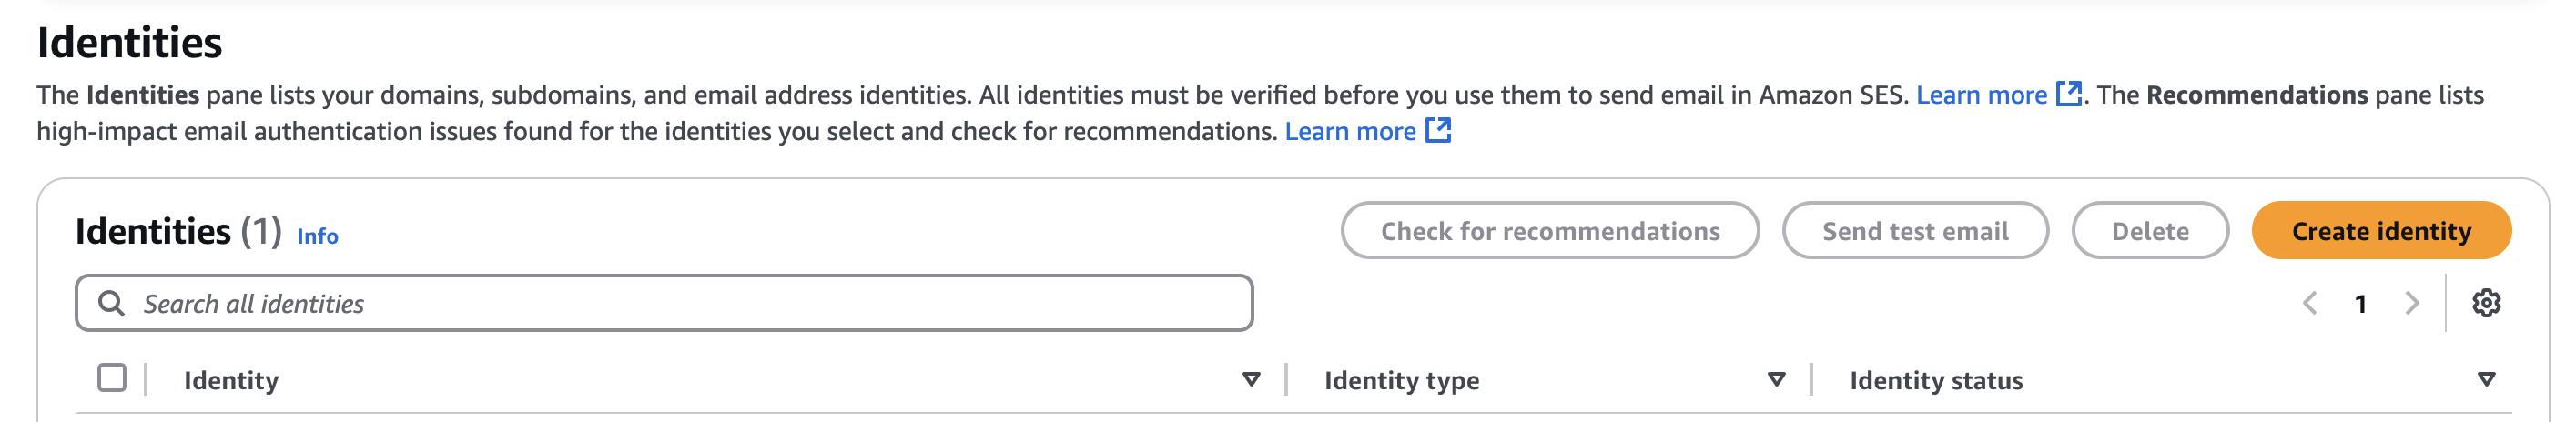 Identities
The Identities pane lists your domains, subdomains, and email address identities. All identities must be verified before you use them to send email in Amazon SES. Learn more. The Recommendations pane lists
high-impact email authentication issues found for the identities you select and check for recommendations. Learn more
Identities (1) Info Check for recommendations Send test email Delete Create identity
Search all identities 1
Identity Identity type Identity status